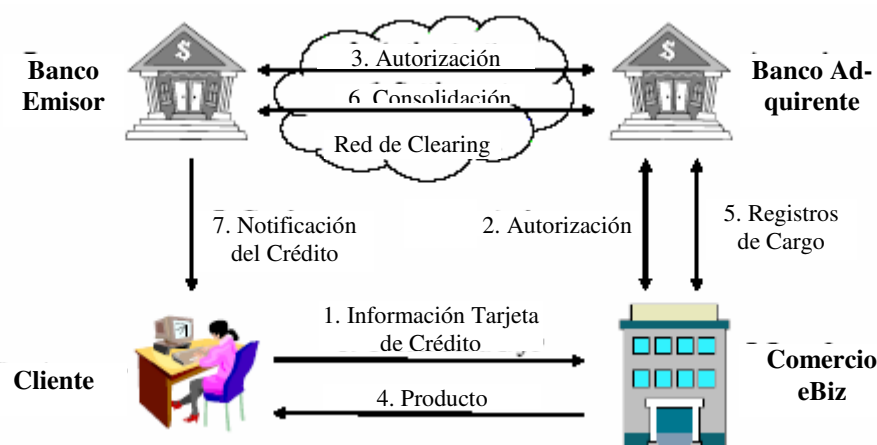 Banco
Emisor
3. Autorización
6. Consolidación
Red de Clearing
Banco Ad-
quirente
7. Notificación
del Crédito
2. Autorización
5. Registros
de Cargo
1. Información Tarjeta
de Crédito
Cliente
4. Producto
Comercio
eBiz